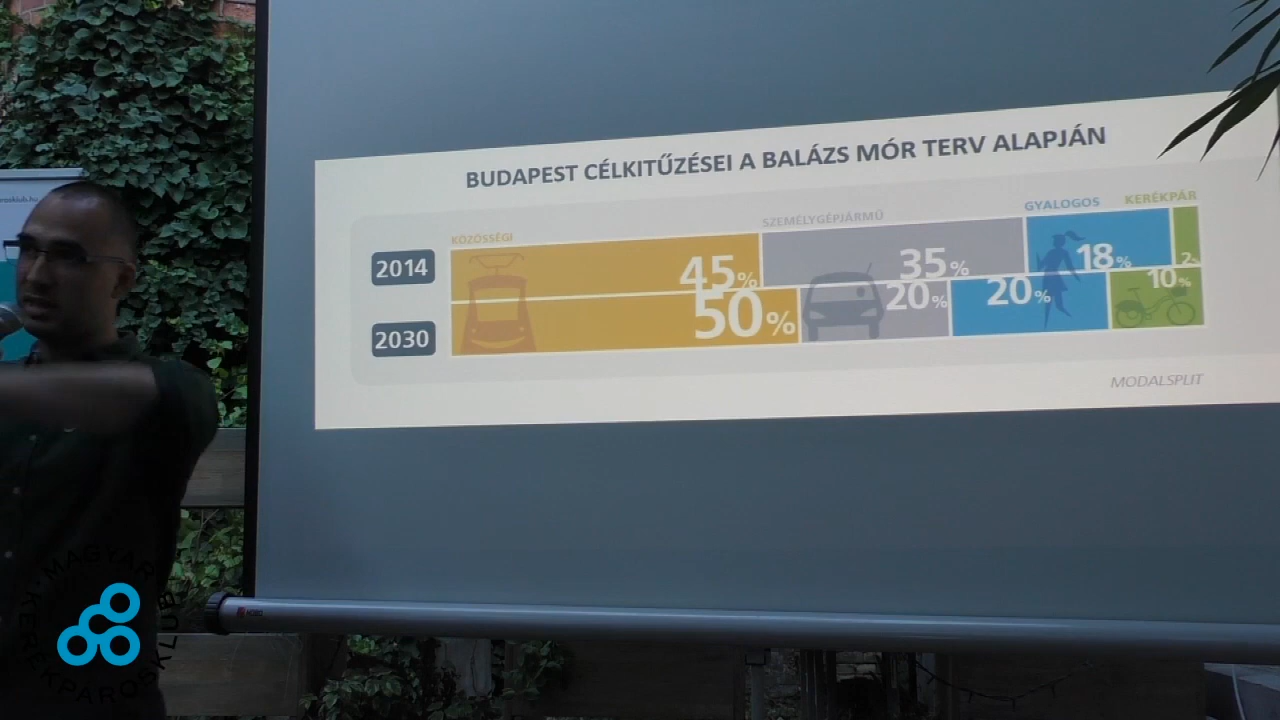 BUDAPEST CÉLKITŰZÉSEI A BALÁZS MÓR TERV ALAPJÁN
KÖZÖSSÉGI SZEMÉLYGÉPJÁRMŰ GYALOGOS KERÉKPÁR
2014 45% 35% 18% 2%
2030 50% 20% 20% 10%
MODALSPLIT
MAGYAR KERÉKPÁROSKLUB